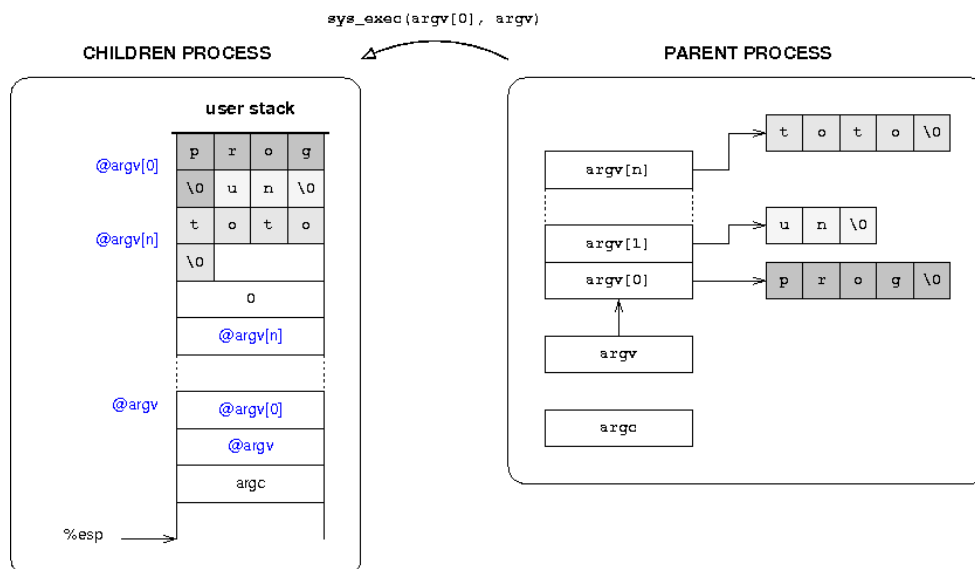 sys_exec(argv[0], argv)
CHILDREN PROCESS
PARENT PROCESS
user stack
@argv[0]
p r o g
\0 u n \0
@argv[n]
t o t o
\0
0
@argv[n]
@argv
@argv[0]
@argv
argc
%esp
argv[n]
t o t o \0
argv[1]
u n \0
argv[0]
p r o g \0
argv
argc